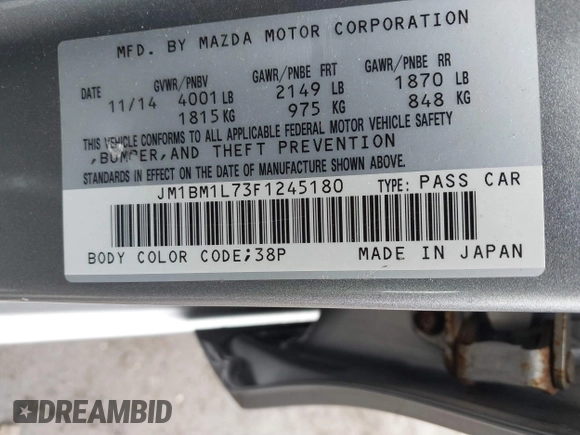 MFD. BY MAZDA MOTOR CORPORATION
DATE GVWR/PNBV GAWR/PNBE FRT GAWR/PNBE RR
11/14 4001 LB 2149 LB 1870 LB
1815 KG 975 KG 848 KG
THIS VEHICLE CONFORMS TO ALL APPLICABLE FEDERAL MOTOR VEHICLE SAFETY
,BUMPER,AND THEFT PREVENTION
STANDARDS IN EFFECT ON THE DATE OF MANUFACTURE SHOWN ABOVE.
JM1BM1L73F1245180 TYPE: PASS CAR
BODY COLOR CODE;38P MADE IN JAPAN
DREAMBID